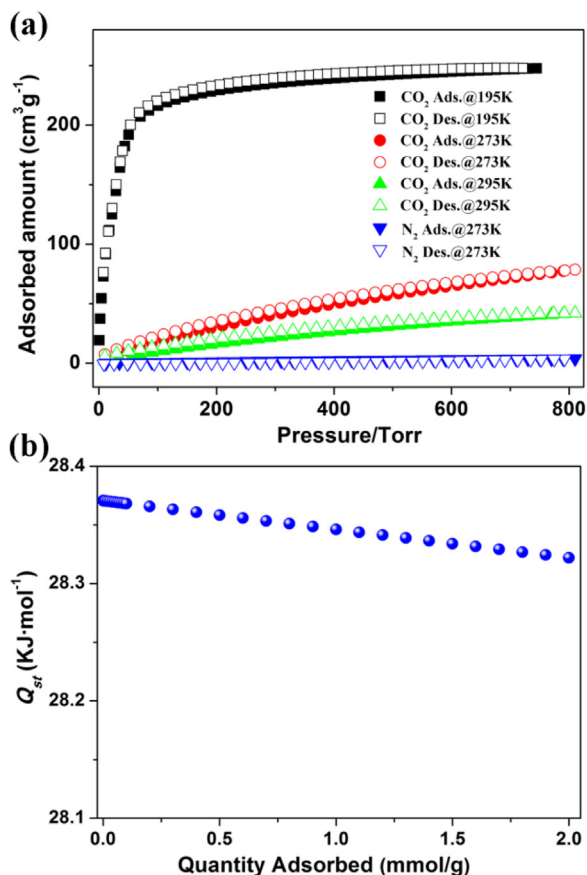 (a)
Adsorbed amount (cm³g⁻¹)
200
100
0
CO₂ Ads.@195K
CO₂ Des.@195K
CO₂ Ads.@273K
CO₂ Des.@273K
CO₂ Ads.@295K
CO₂ Des.@295K
N₂ Ads.@273K
N₂ Des.@273K
0 200 400 600 800
Pressure/Torr
(b)
Qst (KJ·mol⁻¹)
28.4
28.3
28.2
28.1
0.0 0.5 1.0 1.5 2.0
Quantity Adsorbed (mmol/g)